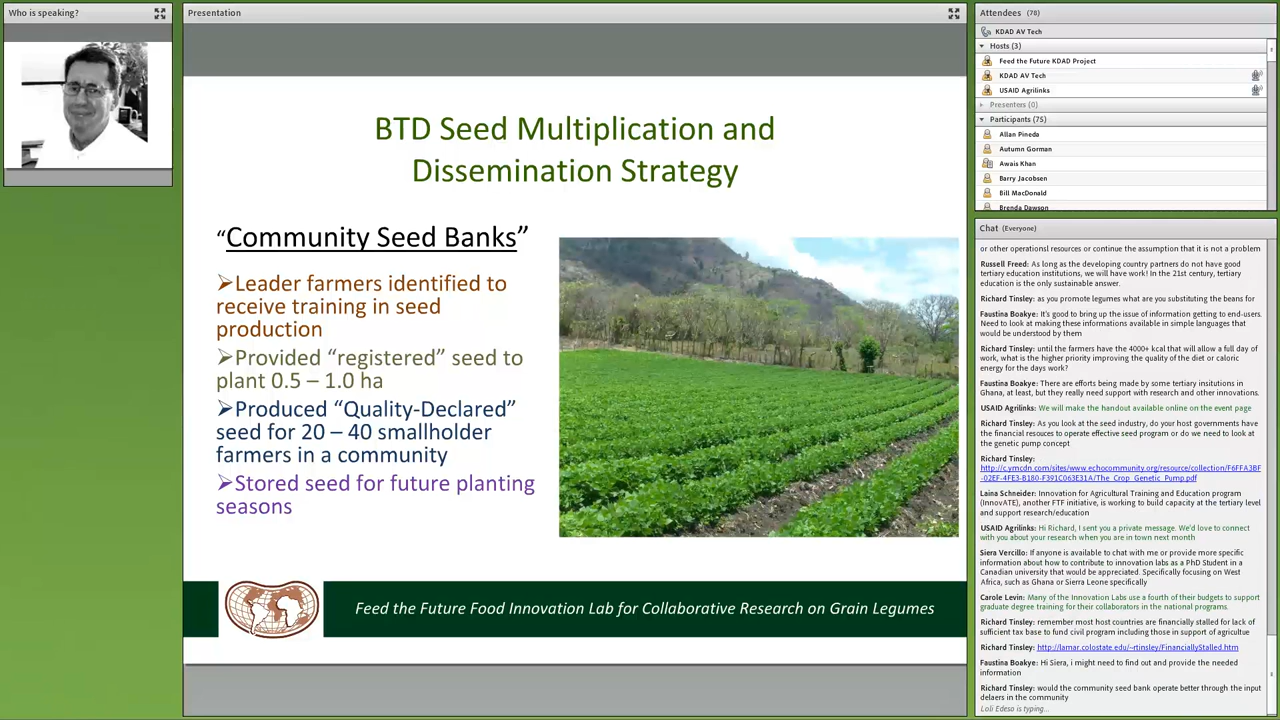 Who is speaking?
Presentation
BTD Seed Multiplication and
Dissemination Strategy
“Community Seed Banks”
➢Leader farmers identified to
receive training in seed
production
➢Provided “registered” seed to
plant 0.5 – 1.0 ha
➢Produced “Quality-Declared”
seed for 20 – 40 smallholder
farmers in a community
➢Stored seed for future planting
seasons
Feed the Future Food Innovation Lab for Collaborative Research on Grain Legumes
Attendees (78)
KDAD AV Tech
Hosts (3)
Feed the Future KDAD Project
KDAD AV Tech
USAID Agrilinks
Presenters (0)
Participants (75)
Allan Pineda
Autumn Gorman
Awais Khan
Barry Jacobsen
Bill MacDonald
Brenda Dawson
Chat (Everyone)
or other operational resources or continue the assumption that it is not a problem
Russell Freed: As long as the developing country partners do not have good
tertiary education institutions, we will have work! In the 21st century, tertiary
education is the only sustainable answer.
Richard Tinsley: as you promote legumes what are you substituting the beans for
Faustina Boakye: It's good to bring up the issue of information getting to end-users.
Need to look at making these informations available in simple languages that
would be understood by them
Richard Tinsley: until the farmers have the 4000+ kcal that will allow a full day of
work, what is the higher priority improving the quality of the diet or caloric
energy for the days work?
Faustina Boakye: There are efforts being made by some tertiary insitutions in
Ghana, at least, but they really need support with research and other innovations.
USAID Agrilinks: We will make the handout available online on the event page
Richard Tinsley: As you look at the seed industry, do your host governments have
the financial resouces to operate effective seed program or do we need to look at
the genetic pump concept
Richard Tinsley:
http://c.ymcdn.com/sites/www.echocommunity.org/resource/collection/F6FFA3BF
-02EF-4FE3-B180-F391C063E31A/The_Crop_Genetic_Pump.pdf
Laina Schneider: Innovation for Agricultural Training and Education program
(InnovATE), another FTF initiative, is working to build capacity at the tertiary level
and support research/education
USAID Agrilinks: Hi Richard, I sent you a private message. We'd love to connect
with you about your research when you are in town next month
Siera Vercillo: If anyone is available to chat with me or provide more specific
information about how to contribute to innovation labs as a PhD Student in a
Canadian university that would be appreciated. Specifically focusing on West
Africa, such as Ghana or Sierra Leone specifically
Carole Levin: Many of the Innovation Labs use a fourth of their budgets to support
graduate degree training for their collaborators in the national programs.
Richard Tinsley: remember most host countries are financially stalled for lack of
sufficient tax base to fund civil program including those in support of agricultue
Richard Tinsley: http://lamar.colostate.edu/~rtinsley/FinanciallyStalled.htm
Faustina Boakye: Hi Siera, i might need to find out and provide the needed
information
Richard Tinsley: would the community seed bank operate better through the input
delaers in the community
Loli Edeso is typing...